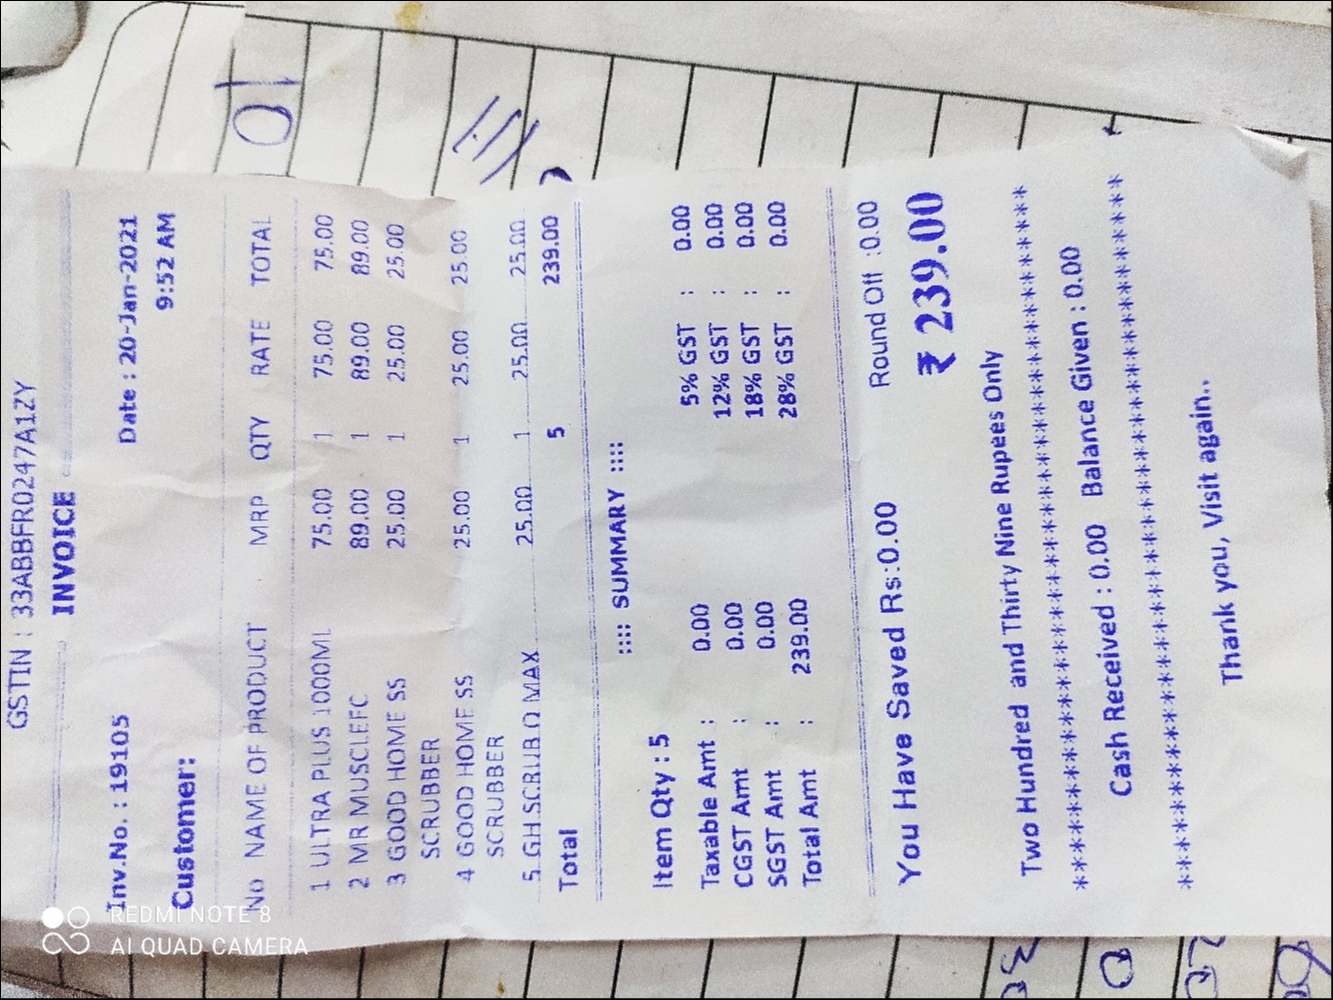 GSTIN : 33ABBFR0247A1ZY
INVOICE
Inv.No. : 19105 Date : 20-Jan-2021
Customer: 9:52 AM
No NAME OF PRODUCT MRP QTY RATE TOTAL
1 ULTRA PLUS 1000ML 75.00 1 75.00 75.00
2 MR MUSCLEFC 89.00 1 89.00 89.00
3 GOOD HOME SS 25.00 1 25.00 25.00
SCRUBBER
4 GOOD HOME SS 25.00 1 25.00 25.00
SCRUBBER
5 GH SCRUB O MAX 25.00 1 25.00 25.00
Total 5 239.00
:::: SUMMARY ::::
Item Qty : 5
Taxable Amt : 0.00 5% GST : 0.00
CGST Amt : 0.00 12% GST : 0.00
SGST Amt : 0.00 18% GST : 0.00
Total Amt : 239.00 28% GST : 0.00
Round Off :0.00
You Have Saved Rs:0.00 ₹ 239.00
Two Hundred and Thirty Nine Rupees Only
Cash Received : 0.00 Balance Given : 0.00
Thank you, Visit again..
REDMI NOTE 8
AI QUAD CAMERA